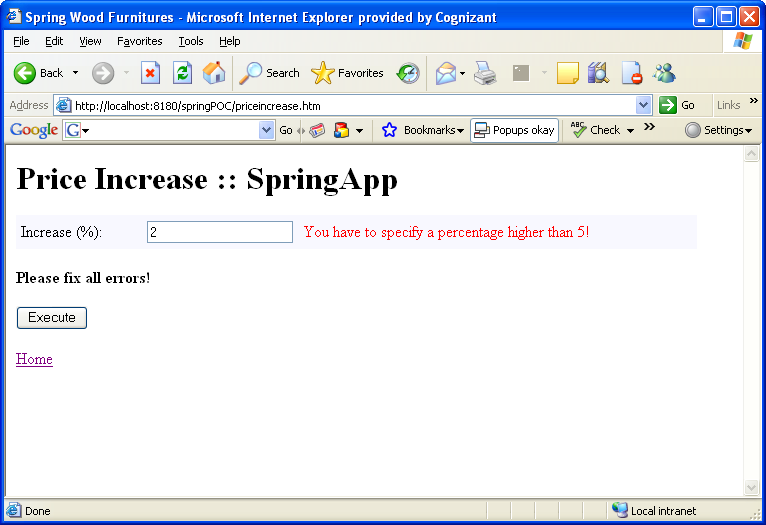 Spring Wood Furnitures - Microsoft Internet Explorer provided by Cognizant
File Edit View Favorites Tools Help
Back Search Favorites
Address http://localhost:8180/springPOC/priceincrease.htm Go Links »
Google G Go Bookmarks Popups okay ABC Check » Settings
Price Increase :: SpringApp
Increase (%): 2 You have to specify a percentage higher than 5!
Please fix all errors!
Execute
Home
Done Local intranet